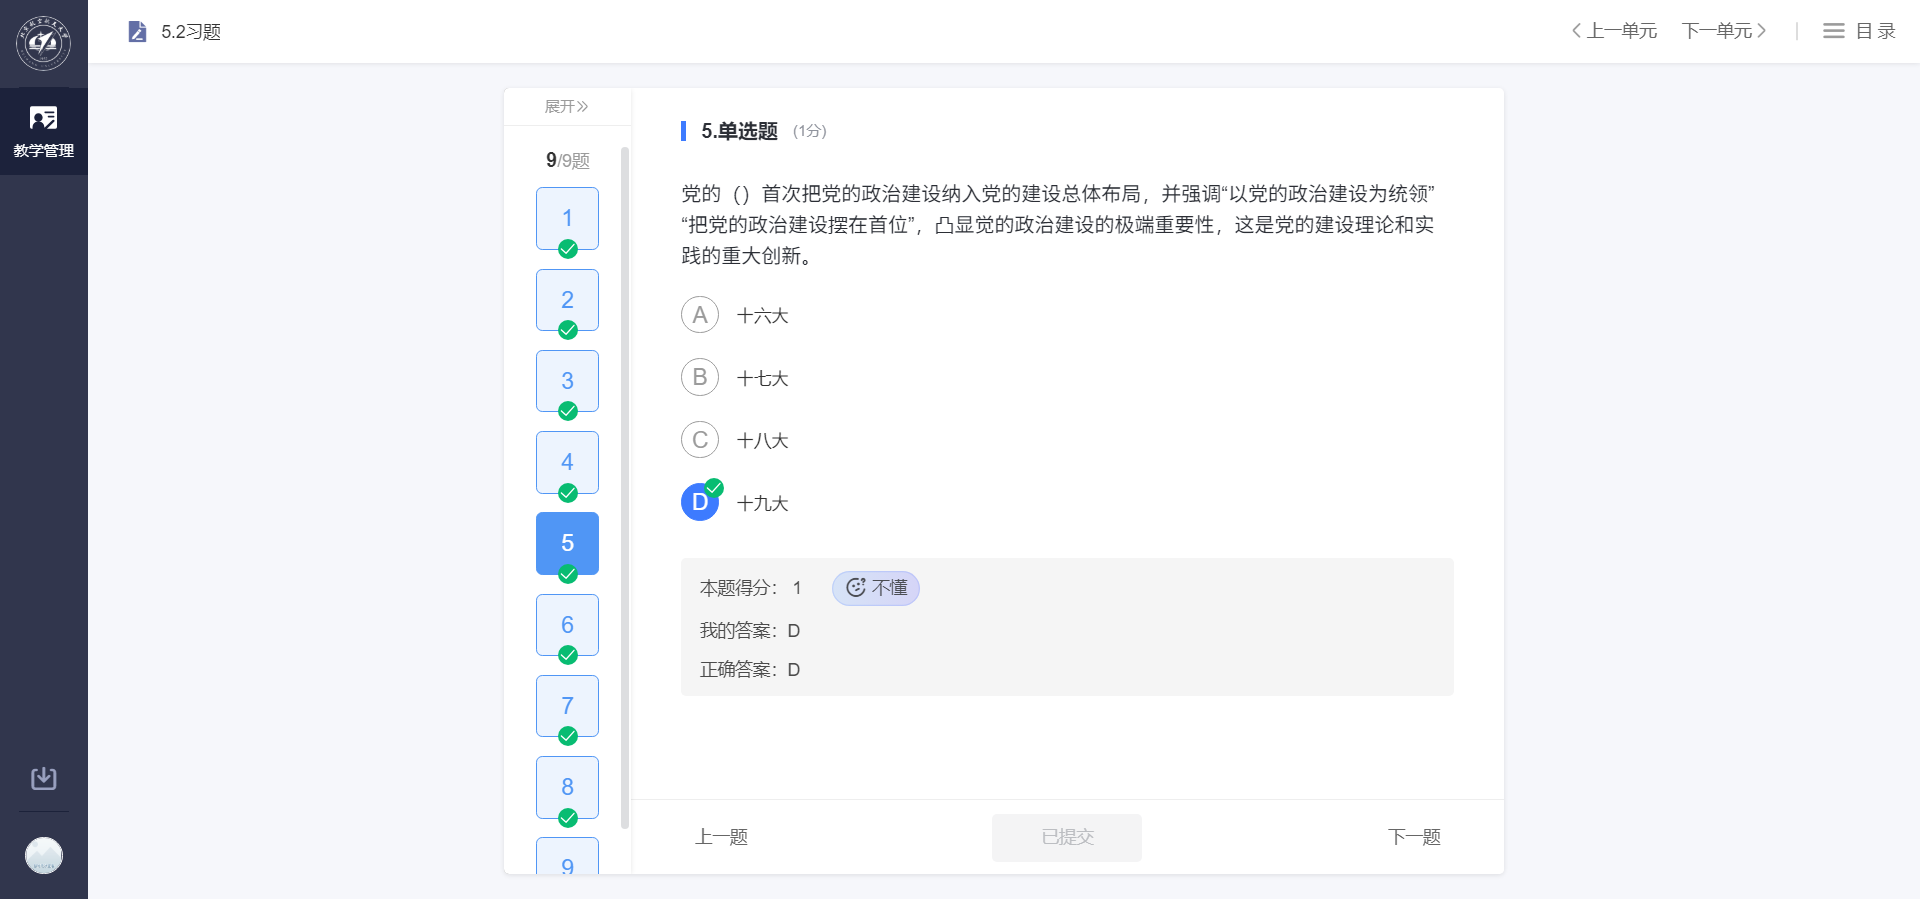 5.2习题
上一单元
下一单元
目录
教学管理
展开
9/9题
1
2
3
4
5
6
7
8
9
5.单选题 (1分)
党的（）首次把党的政治建设纳入党的建设总体布局，并强调“以党的政治建设为统领”
“把党的政治建设摆在首位”，凸显党的政治建设的极端重要性，这是党的建设理论和实
践的重大创新。
A 十六大
B 十七大
C 十八大
D 十九大
本题得分： 1 不懂
我的答案：D
正确答案：D
上一题
已提交
下一题